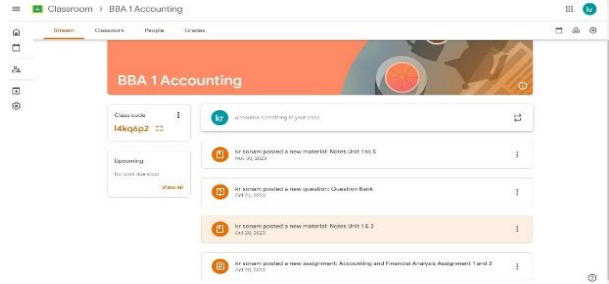 Classroom > BBA 1 Accounting
kr
Stream
Classwork
People
Grades
BBA 1 Accounting
Class code
l4kq6p2
Upcoming
No work due soon
View all
kr
Announce something to your class
kr sonam posted a new material: Notes Unit 1 to 5
Nov 30, 2023
kr sonam posted a new question: Question Bank
Oct 21, 2023
kr sonam posted a new material: Notes Unit 1 & 2
Oct 20, 2023
kr sonam posted a new assignment: Accounting and Financial Analysis Assignment 1 and 2
Oct 20, 2023